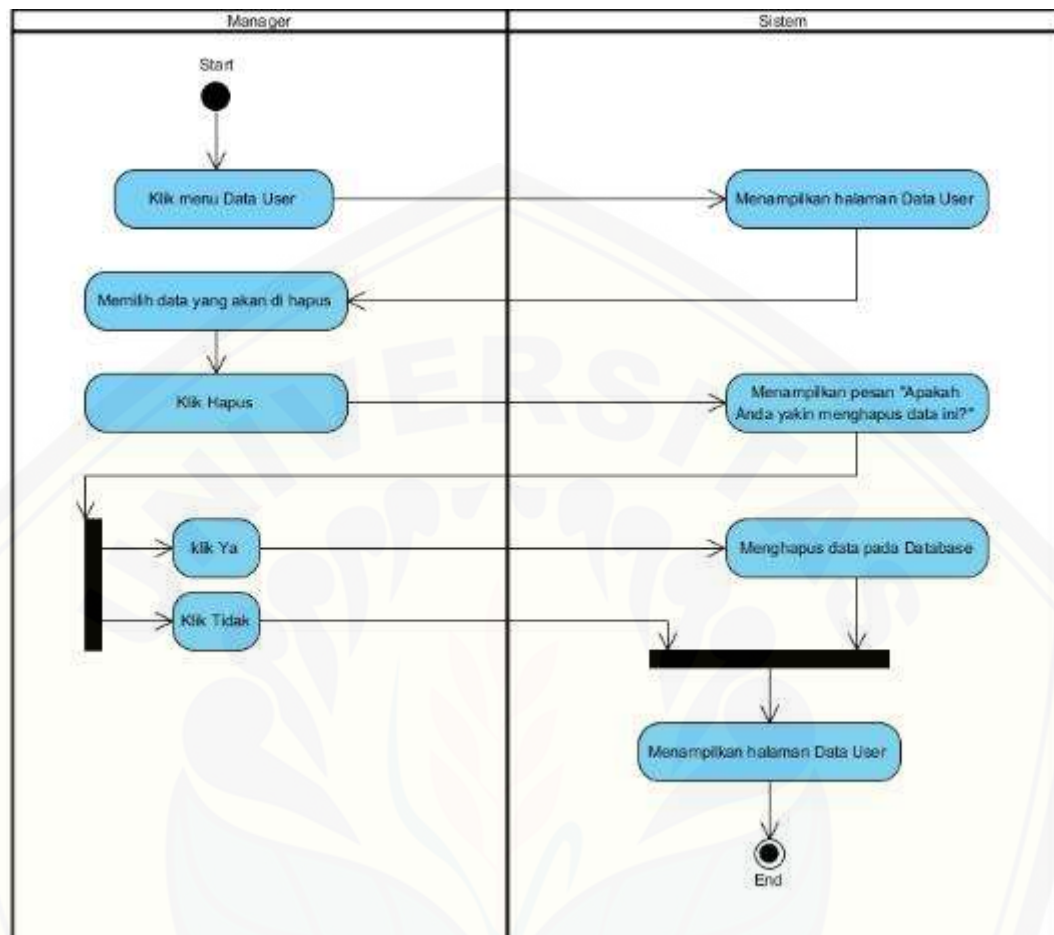 Manager
Sistem
Start
Klik menu Data User
Menampilkan halaman Data User
Memilih data yang akan di hapus
Klik Hapus
Menampilkan pesan "Apakah
Anda yakin menghapus data ini?"
klik Ya
Menghapus data pada Database
Klik Tidak
Menampilkan halaman Data User
End
UNIVERSITAS